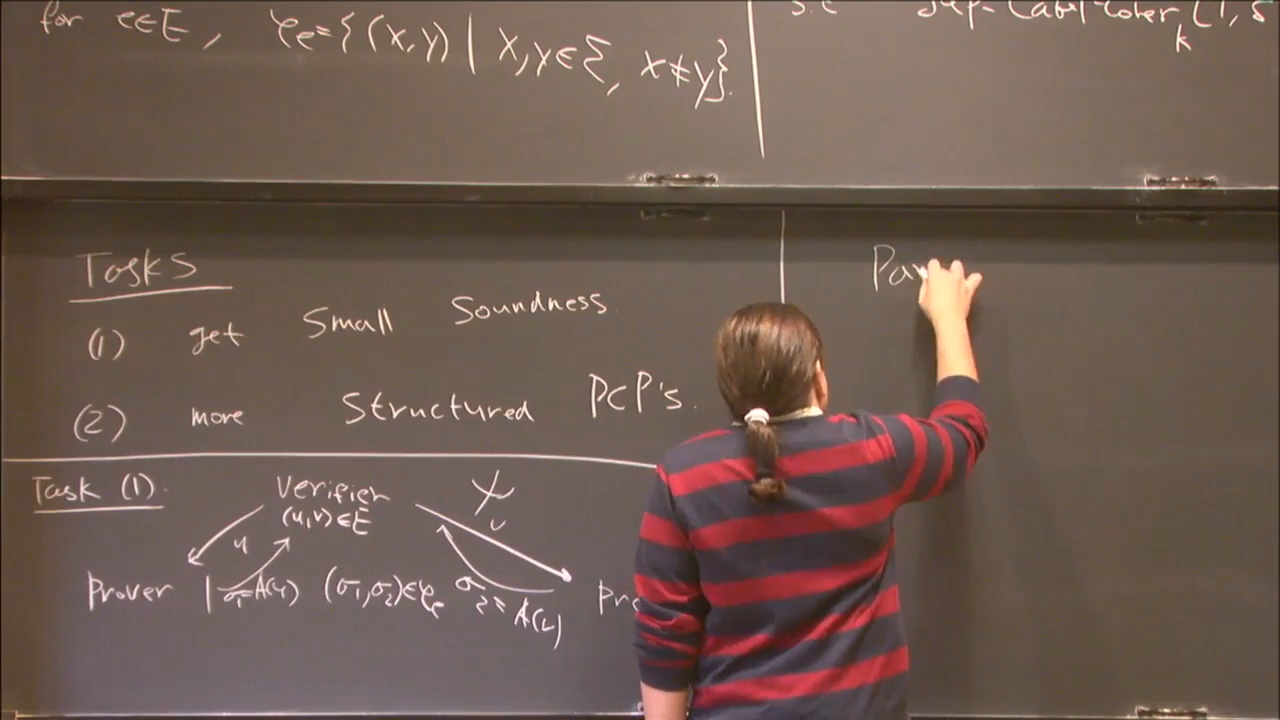 for e∈E, φe={(x,y) | x,y∈Σ, x≠y}.
s.t
Tasks
(1) get Small Soundness
(2) more Structured PCP's.
Task (1).
Verifier
(u,v)∈E
u
v
Prover 1 σ1=A(u) (σ1,σ2)∈φe σ2=A(v)